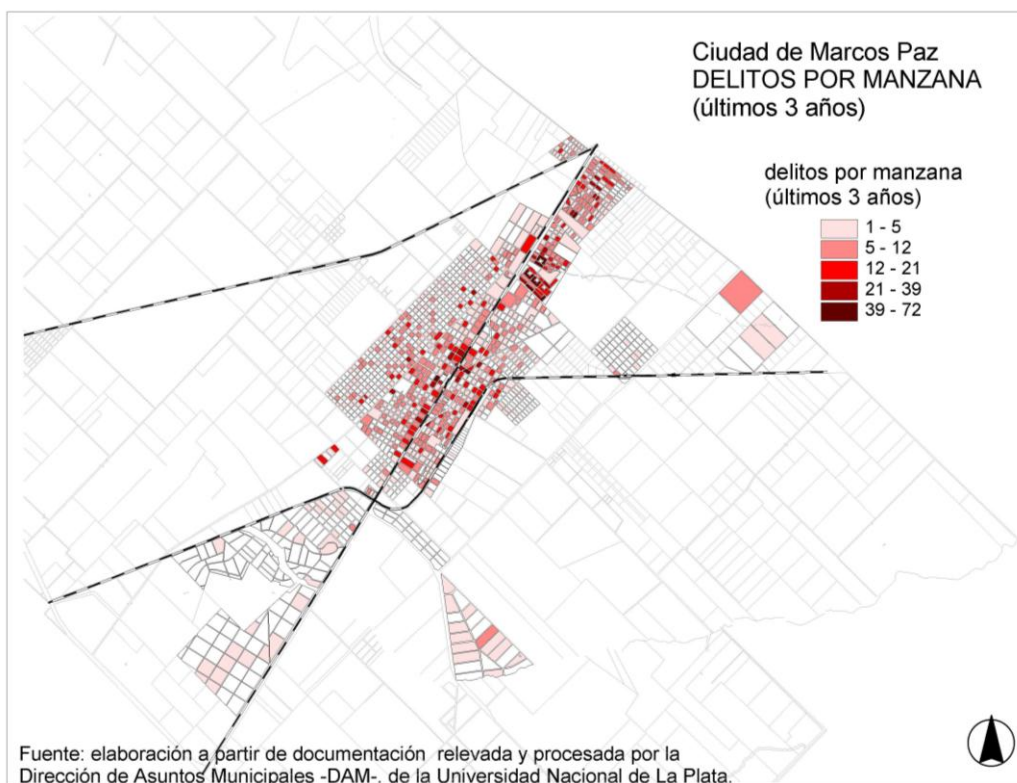 Ciudad de Marcos Paz
DELITOS POR MANZANA
(últimos 3 años)
delitos por manzana
(últimos 3 años)
1 - 5
5 - 12
12 - 21
21 - 39
39 - 72
Fuente: elaboración a partir de documentación relevada y procesada por la
Dirección de Asuntos Municipales -DAM-, de la Universidad Nacional de La Plata.